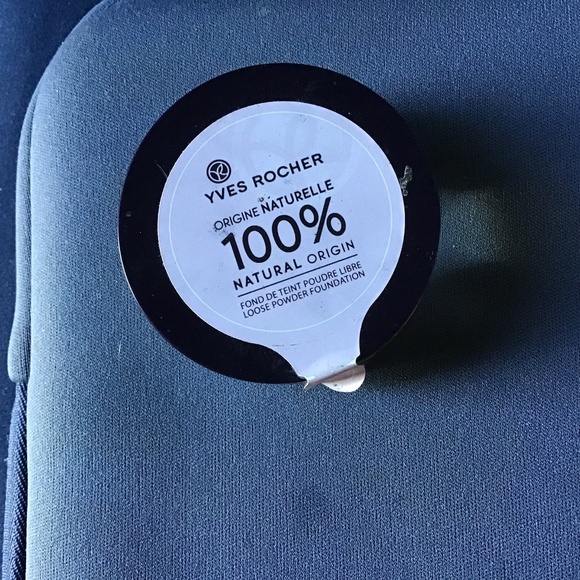 YVES ROCHER
ORIGINE NATURELLE
100%
NATURAL ORIGIN
FOND DE TEINT POUDRE LIBRE
LOOSE POWDER FOUNDATION